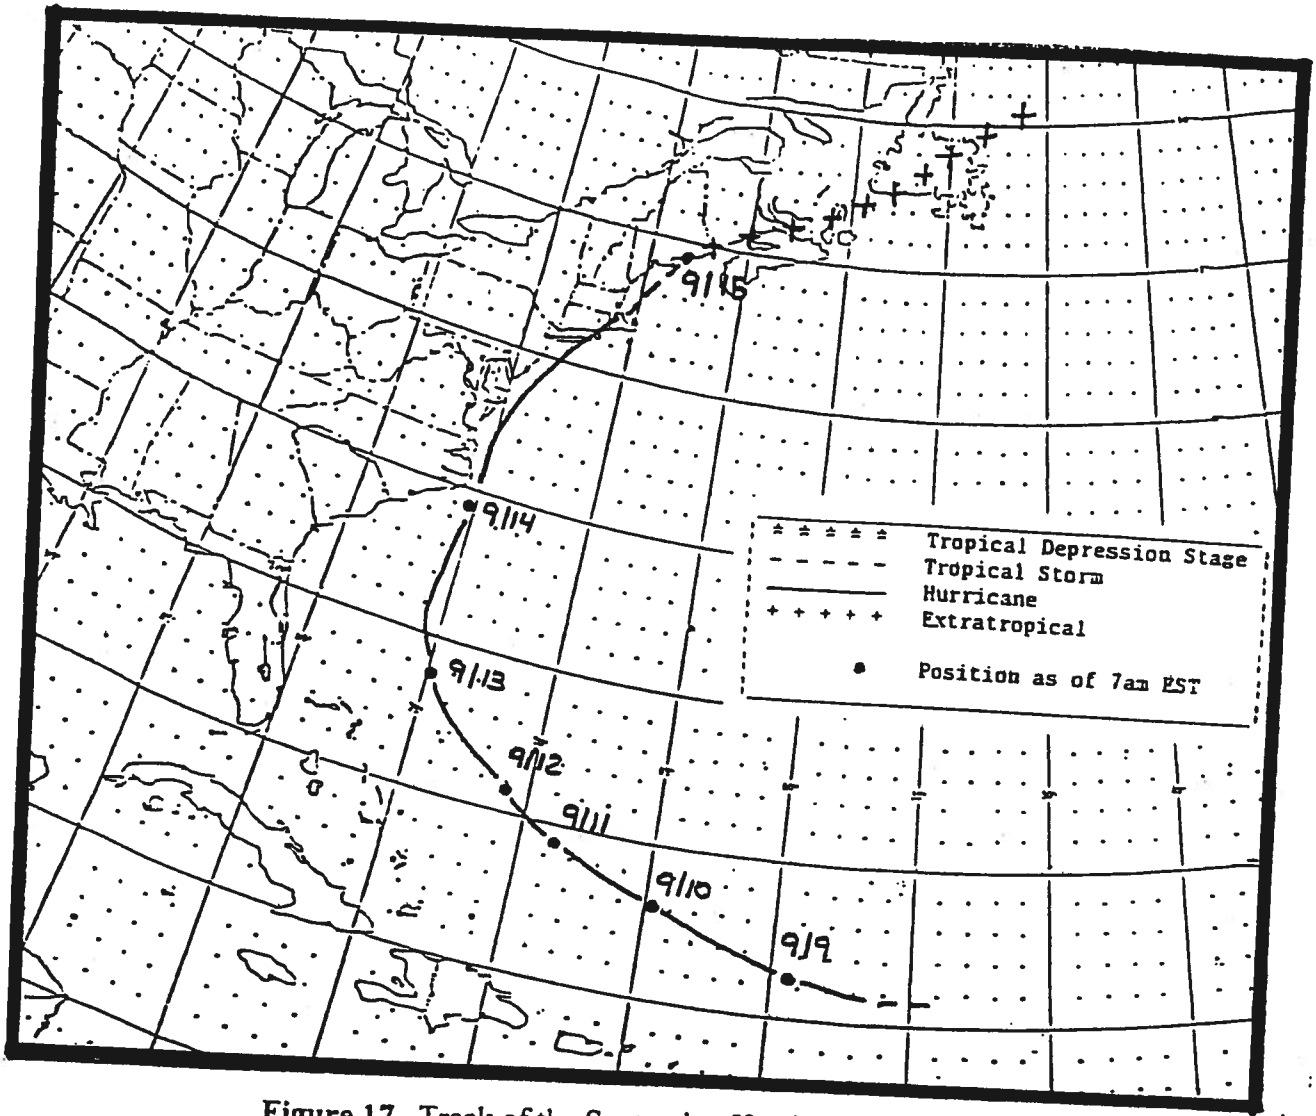 9/15
9/14
Tropical Depression Stage
Tropical Storm
Hurricane
Extratropical
Position as of 7am EST
9/13
9/12
9/11
9/10
9/9
Figure 17. Track of the